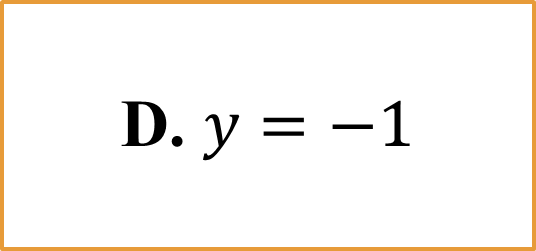 D. y = −1